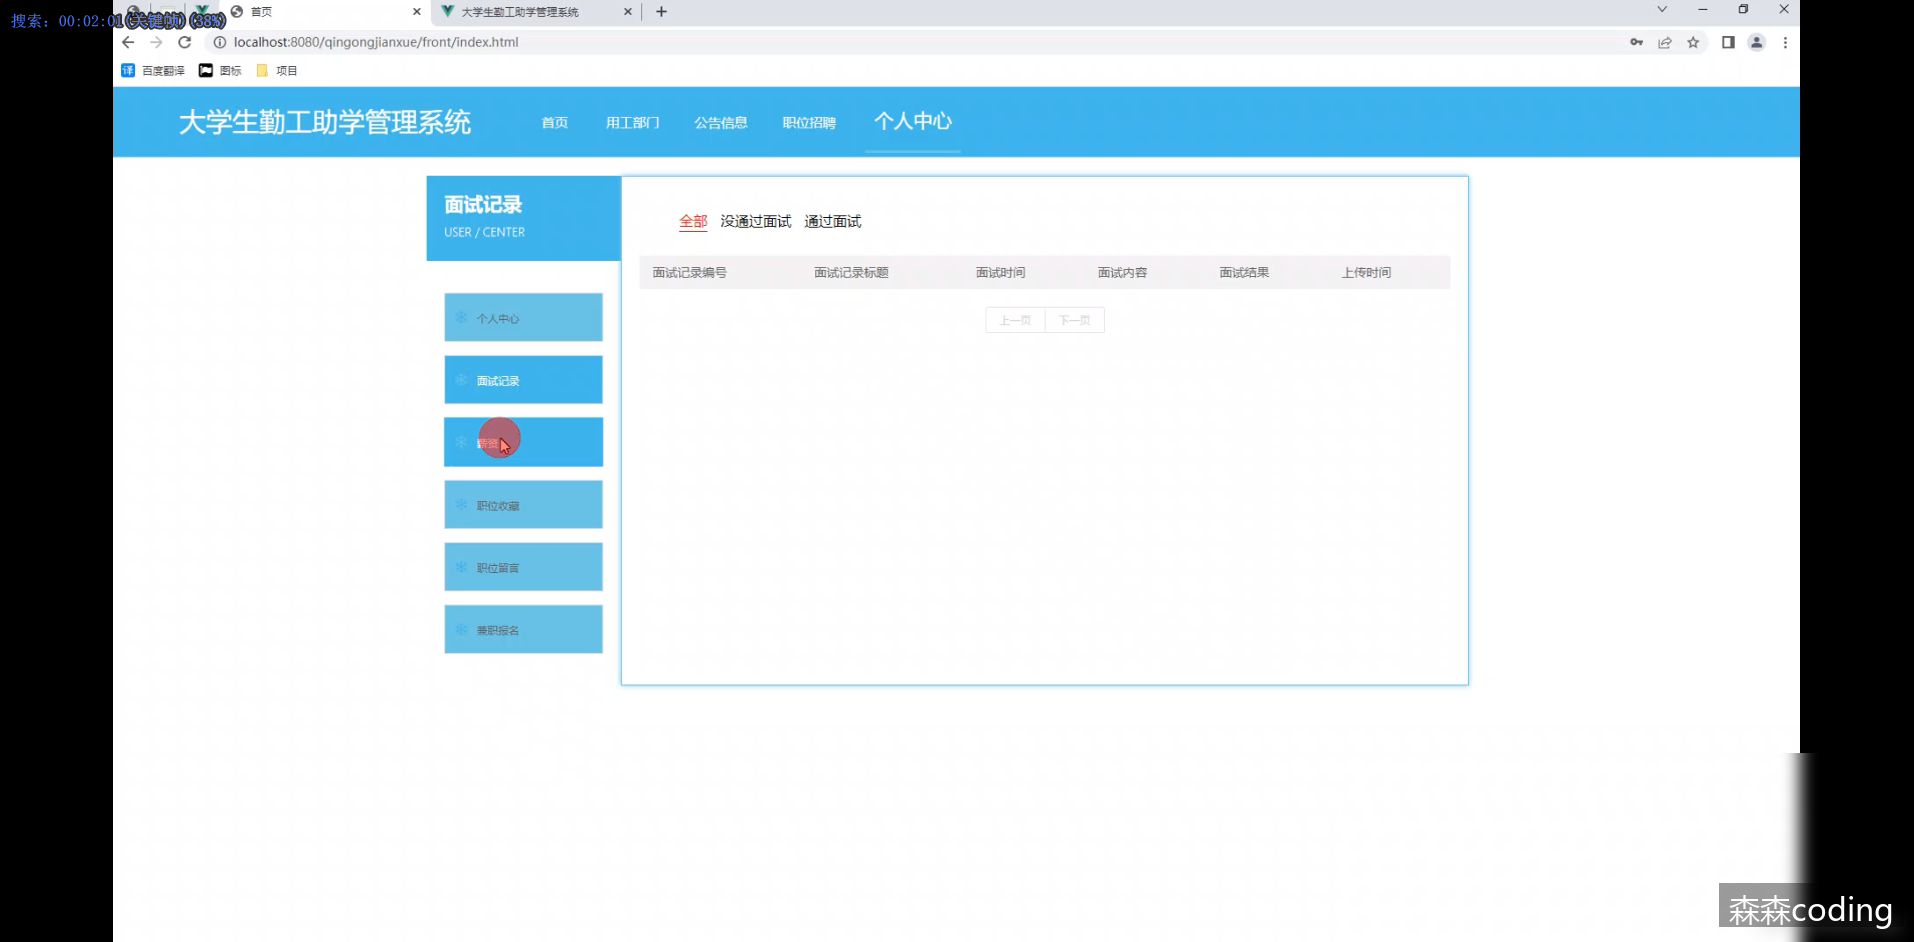 搜索: 00:02:01(关键帧)(38%)
首页
大学生勤工助学管理系统
localhost:8080/qingongjianxue/front/index.html
百度翻译
图标
项目
大学生勤工助学管理系统
首页
用工部门
公告信息
职位招聘
个人中心
面试记录
USER / CENTER
全部 没通过面试 通过面试
面试记录编号 面试记录标题 面试时间 面试内容 面试结果 上传时间
上一页 下一页
个人中心
面试记录
薪资
职位收藏
职位留言
兼职报名
森森coding